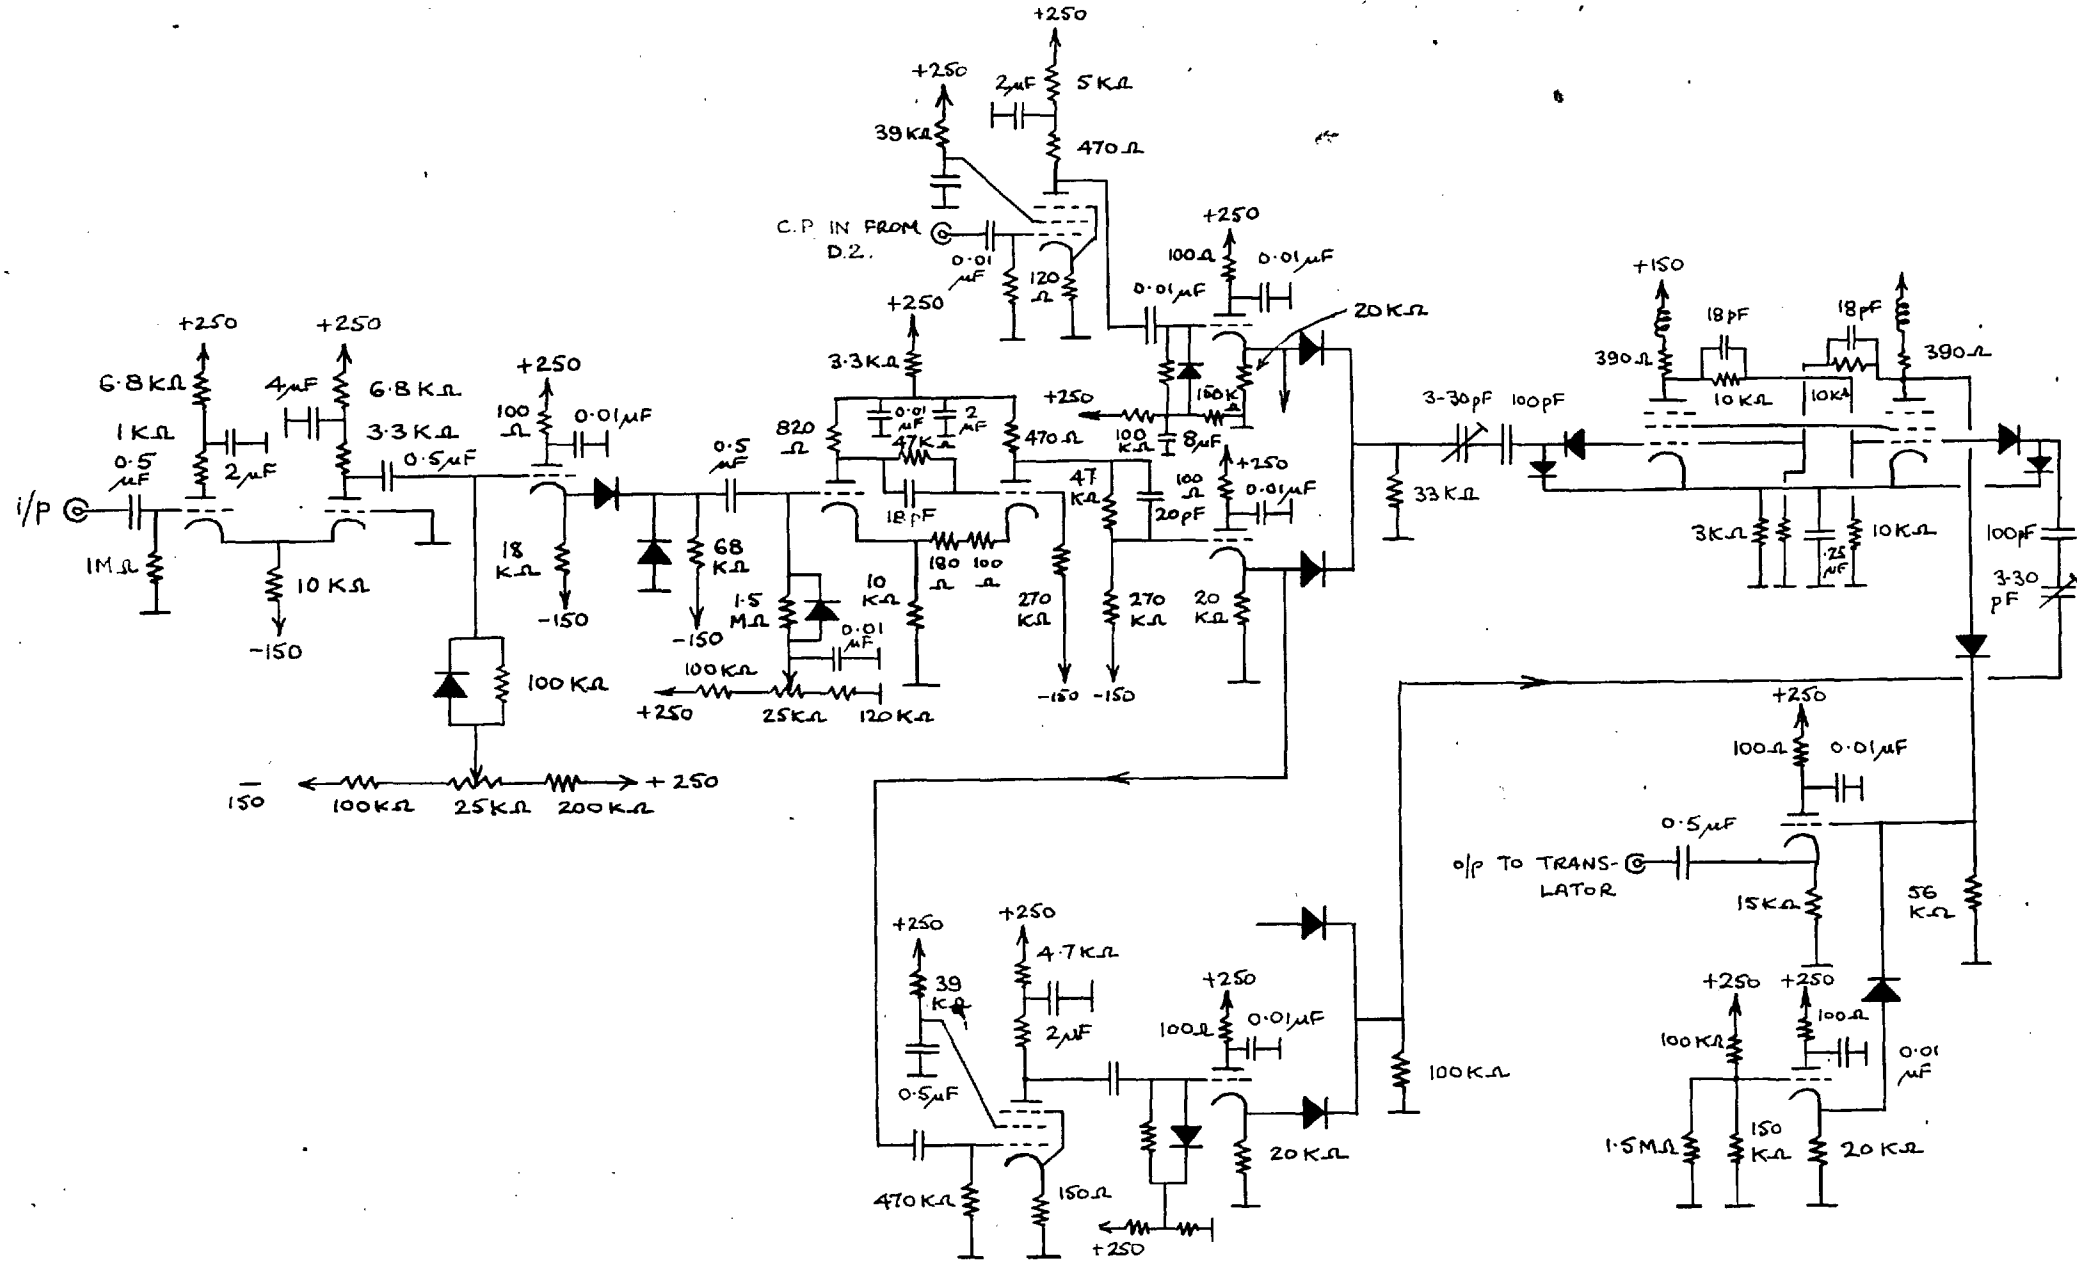 +250
+250
2µF
5KΩ
39KΩ
470Ω
C.P IN FROM
D.2.
0.01
µF
120
Ω
+250
100Ω
0.01µF
0.01µF
20KΩ
+250
3.3KΩ
+250
+250
6.8KΩ
4µF
6.8KΩ
1KΩ
3.3KΩ
0.5
µF
2µF
0.5µF
i/p
1MΩ
10KΩ
-150
+250
100
Ω
0.01µF
18
KΩ
-150
100KΩ
-
150
100KΩ
25KΩ
200KΩ
+250
68
KΩ
-150
0.5
µF
820
Ω
0.01
µF
2
µF
47KΩ
470Ω
18pF
180
Ω
100
Ω
10
KΩ
1.5
MΩ
0.01
µF
100KΩ
+250
25KΩ
120KΩ
270
KΩ
-150
47
KΩ
20pF
270
KΩ
-150
+250
100
KΩ
8µF
100
Ω
+250
0.01µF
20
KΩ
3-30pF
100pF
33KΩ
+150
390Ω
18pF
10KΩ
18pF
10KΩ
390Ω
3KΩ
.25
µF
10KΩ
100pF
3-30
pF
+250
100Ω
0.01µF
0.5µF
o/p TO TRANS-
LATOR
15KΩ
56
KΩ
+250
+250
100Ω
100KΩ
0.01
µF
1.5MΩ
150
KΩ
20KΩ
+250
39
KΩ
0.5µF
+250
4.7KΩ
2µF
470KΩ
150Ω
+250
+250
100Ω
0.01µF
20KΩ
100KΩ